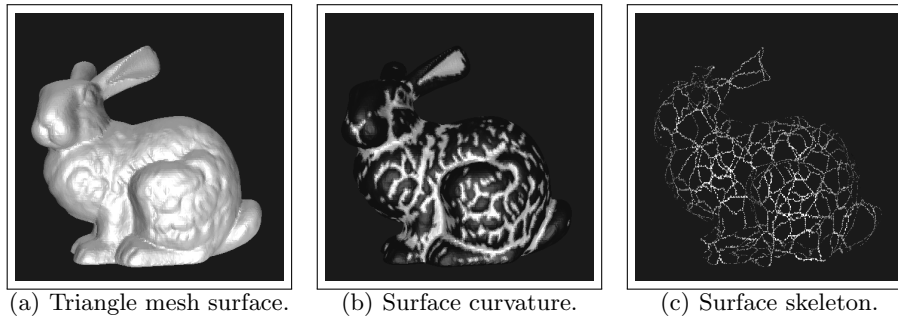 (a) Triangle mesh surface.
(b) Surface curvature.
(c) Surface skeleton.